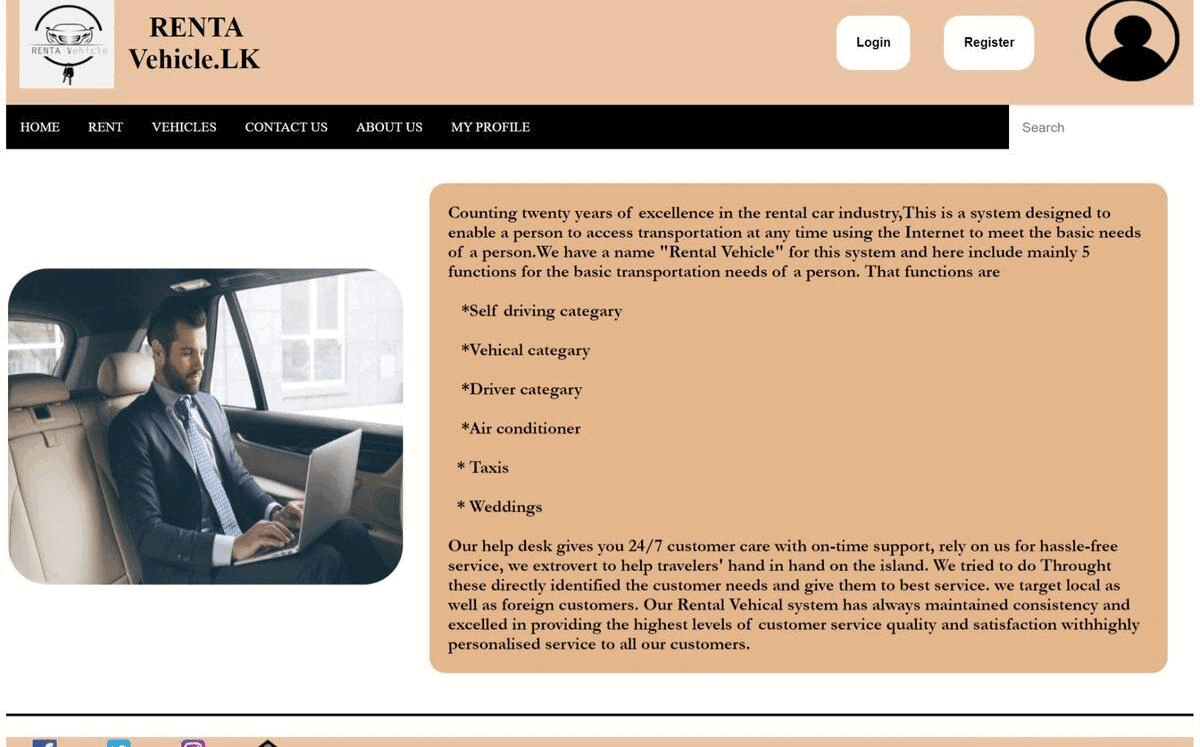 RENTA Vehicle
RENTA
Vehicle.LK
Login
Register
HOME
RENT
VEHICLES
CONTACT US
ABOUT US
MY PROFILE
Search
Counting twenty years of excellence in the rental car industry,This is a system designed to
enable a person to access transportation at any time using the Internet to meet the basic needs
of a person.We have a name "Rental Vehicle" for this system and here include mainly 5
functions for the basic transportation needs of a person. That functions are
*Self driving categary
*Vehical categary
*Driver categary
*Air conditioner
* Taxis
* Weddings
Our help desk gives you 24/7 customer care with on-time support, rely on us for hassle-free
service, we extrovert to help travelers' hand in hand on the island. We tried to do Throught
these directly identified the customer needs and give them to best service. we target local as
well as foreign customers. Our Rental Vehical system has always maintained consistency and
excelled in providing the highest levels of customer service quality and satisfaction withhighly
personalised service to all our customers.